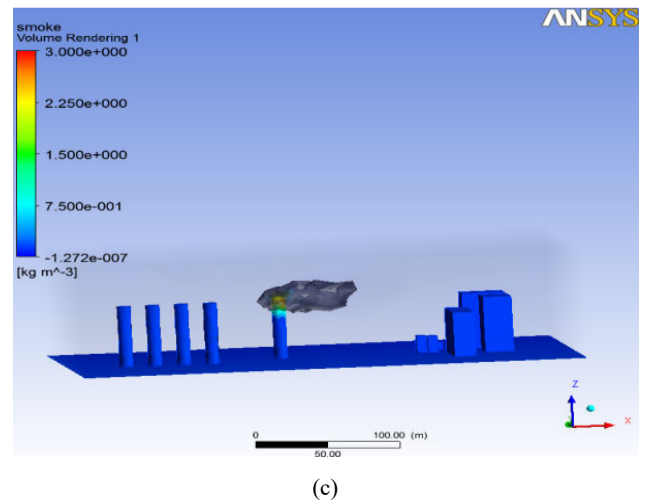 ANSYS
smoke
Volume Rendering 1
3.000e+000
2.250e+000
1.500e+000
7.500e-001
-1.272e-007
[kg m^-3]
Z
X
0 100.00 (m)
50.00
(c)